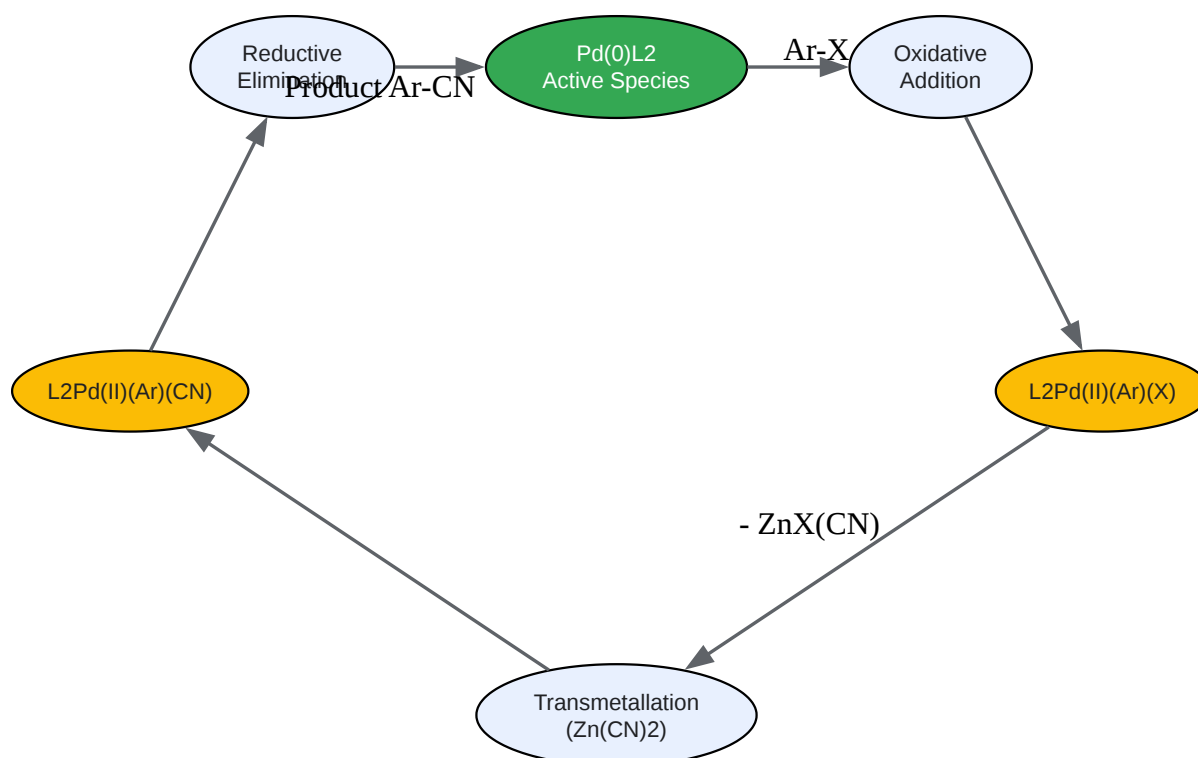 Reductive
Elimination
Product Ar-CN
Pd(0)L2
Active Species
Ar-X
Oxidative
Addition
L2Pd(II)(Ar)(CN)
L2Pd(II)(Ar)(X)
- ZnX(CN)
Transmetallation
(Zn(CN)2)